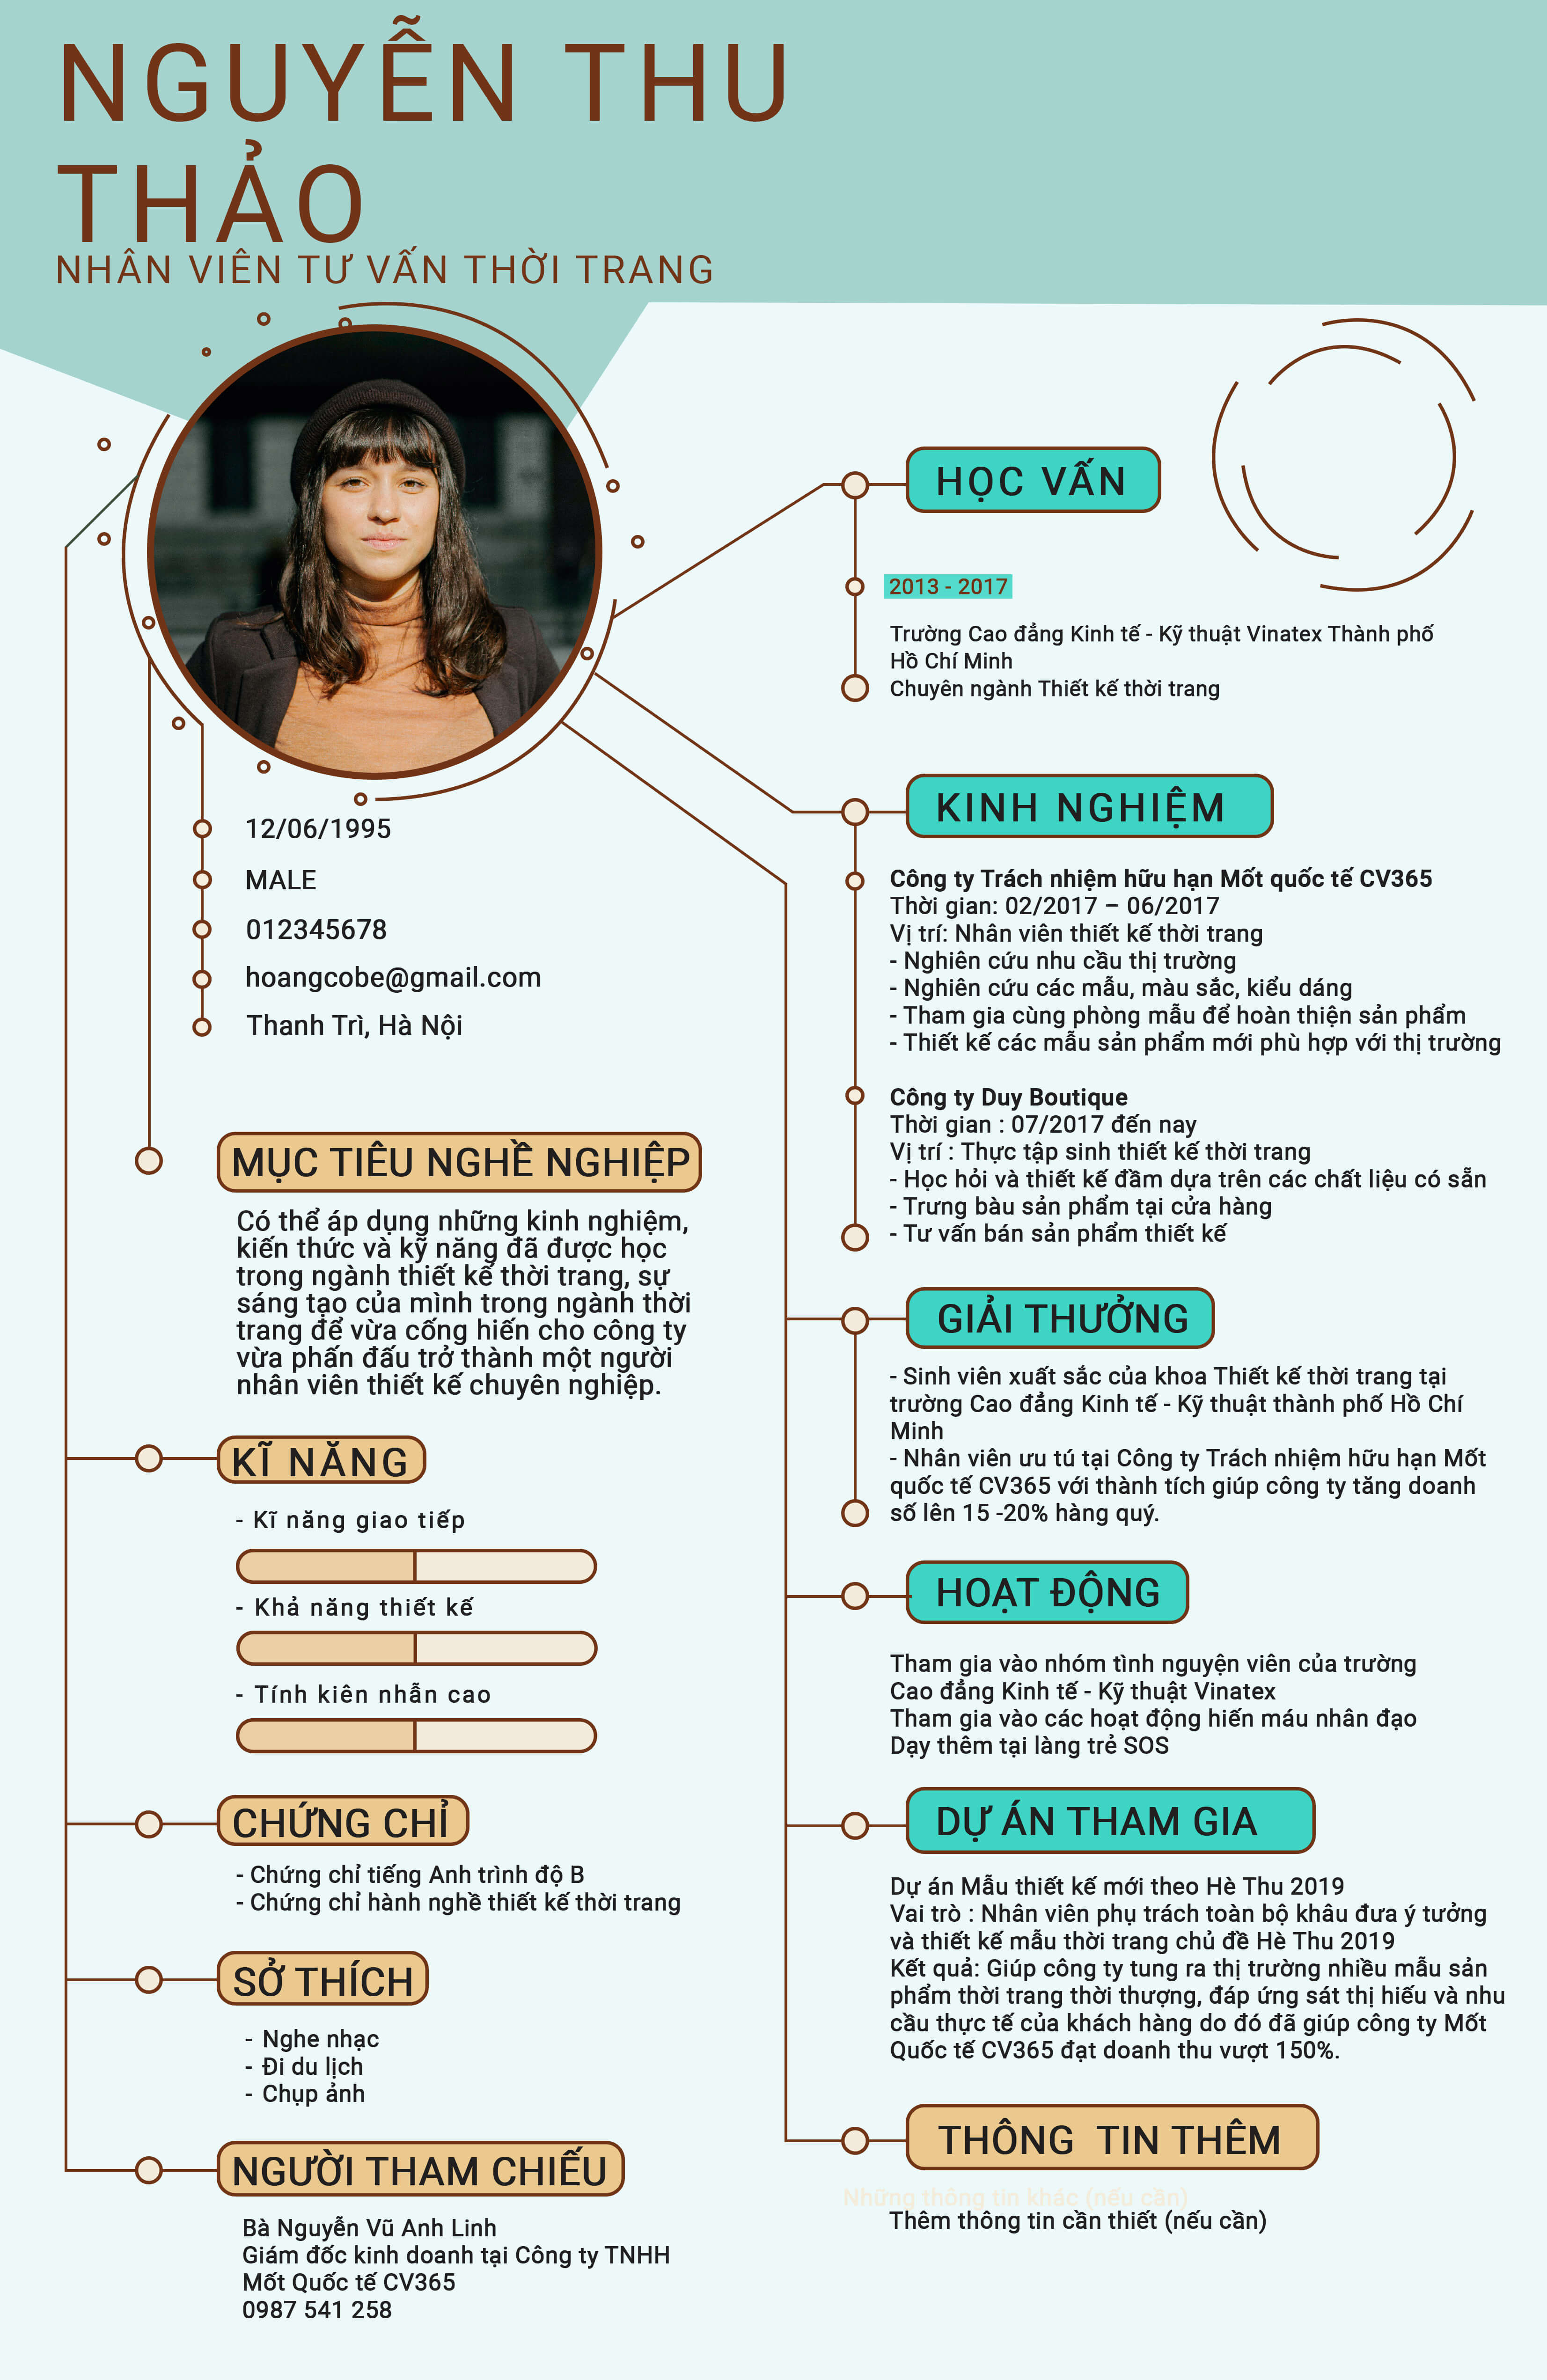 NGUYỄN THU
THẢO
NHÂN VIÊN TƯ VẤN THỜI TRANG
12/06/1995
MALE
012345678
hoangcobe@gmail.com
Thanh Trì, Hà Nội
MỤC TIÊU NGHỀ NGHIỆP
Có thể áp dụng những kinh nghiệm,
kiến thức và kỹ năng đã được học
trong ngành thiết kế thời trang, sự
sáng tạo của mình trong ngành thời
trang để vừa cống hiến cho công ty
vừa phấn đấu trở thành một người
nhân viên thiết kế chuyên nghiệp.
KĨ NĂNG
- Kĩ năng giao tiếp
- Khả năng thiết kế
- Tính kiên nhẫn cao
CHỨNG CHỈ
- Chứng chỉ tiếng Anh trình độ B
- Chứng chỉ hành nghề thiết kế thời trang
SỞ THÍCH
- Nghe nhạc
- Đi du lịch
- Chụp ảnh
NGƯỜI THAM CHIẾU
Bà Nguyễn Vũ Anh Linh
Giám đốc kinh doanh tại Công ty TNHH
Mốt Quốc tế CV365
0987 541 258
HỌC VẤN
2013 - 2017
Trường Cao đẳng Kinh tế - Kỹ thuật Vinatex Thành phố
Hồ Chí Minh
Chuyên ngành Thiết kế thời trang
KINH NGHIỆM
Công ty Trách nhiệm hữu hạn Mốt quốc tế CV365
Thời gian: 02/2017 – 06/2017
Vị trí: Nhân viên thiết kế thời trang
- Nghiên cứu nhu cầu thị trường
- Nghiên cứu các mẫu, màu sắc, kiểu dáng
- Tham gia cùng phòng mẫu để hoàn thiện sản phẩm
- Thiết kế các mẫu sản phẩm mới phù hợp với thị trường
Công ty Duy Boutique
Thời gian : 07/2017 đến nay
Vị trí : Thực tập sinh thiết kế thời trang
- Học hỏi và thiết kế đầm dựa trên các chất liệu có sẵn
- Trưng bàu sản phẩm tại cửa hàng
- Tư vấn bán sản phẩm thiết kế
GIẢI THƯỞNG
- Sinh viên xuất sắc của khoa Thiết kế thời trang tại
trường Cao đẳng Kinh tế - Kỹ thuật thành phố Hồ Chí
Minh
- Nhân viên ưu tú tại Công ty Trách nhiệm hữu hạn Mốt
quốc tế CV365 với thành tích giúp công ty tăng doanh
số lên 15 -20% hàng quý.
HOẠT ĐỘNG
Tham gia vào nhóm tình nguyện viên của trường
Cao đẳng Kinh tế - Kỹ thuật Vinatex
Tham gia vào các hoạt động hiến máu nhân đạo
Dạy thêm tại làng trẻ SOS
DỰ ÁN THAM GIA
Dự án Mẫu thiết kế mới theo Hè Thu 2019
Vai trò : Nhân viên phụ trách toàn bộ khâu đưa ý tưởng
và thiết kế mẫu thời trang chủ đề Hè Thu 2019
Kết quả: Giúp công ty tung ra thị trường nhiều mẫu sản
phẩm thời trang thời thượng, đáp ứng sát thị hiếu và nhu
cầu thực tế của khách hàng do đó đã giúp công ty Mốt
Quốc tế CV365 đạt doanh thu vượt 150%.
THÔNG TIN THÊM
Những thông tin khác (nếu cần)
Thêm thông tin cần thiết (nếu cần)